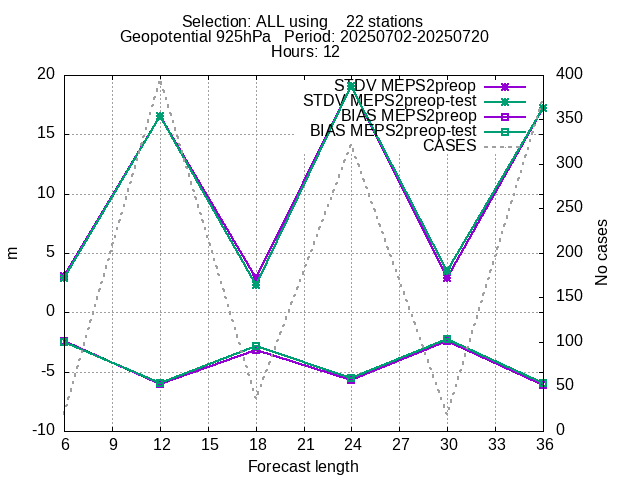 Selection: ALL using    22 stations
Geopotential 925hPa   Period: 20250702-20250720
Hours: 12
STDV MEPS2preop
STDV MEPS2preop-test
BIAS MEPS2preop
BIAS MEPS2preop-test
CASES
20
15
10
5
0
-5
-10
m
400
350
300
250
200
150
100
50
0
No cases
6 9 12 15 18 21 24 27 30 33 36
Forecast length